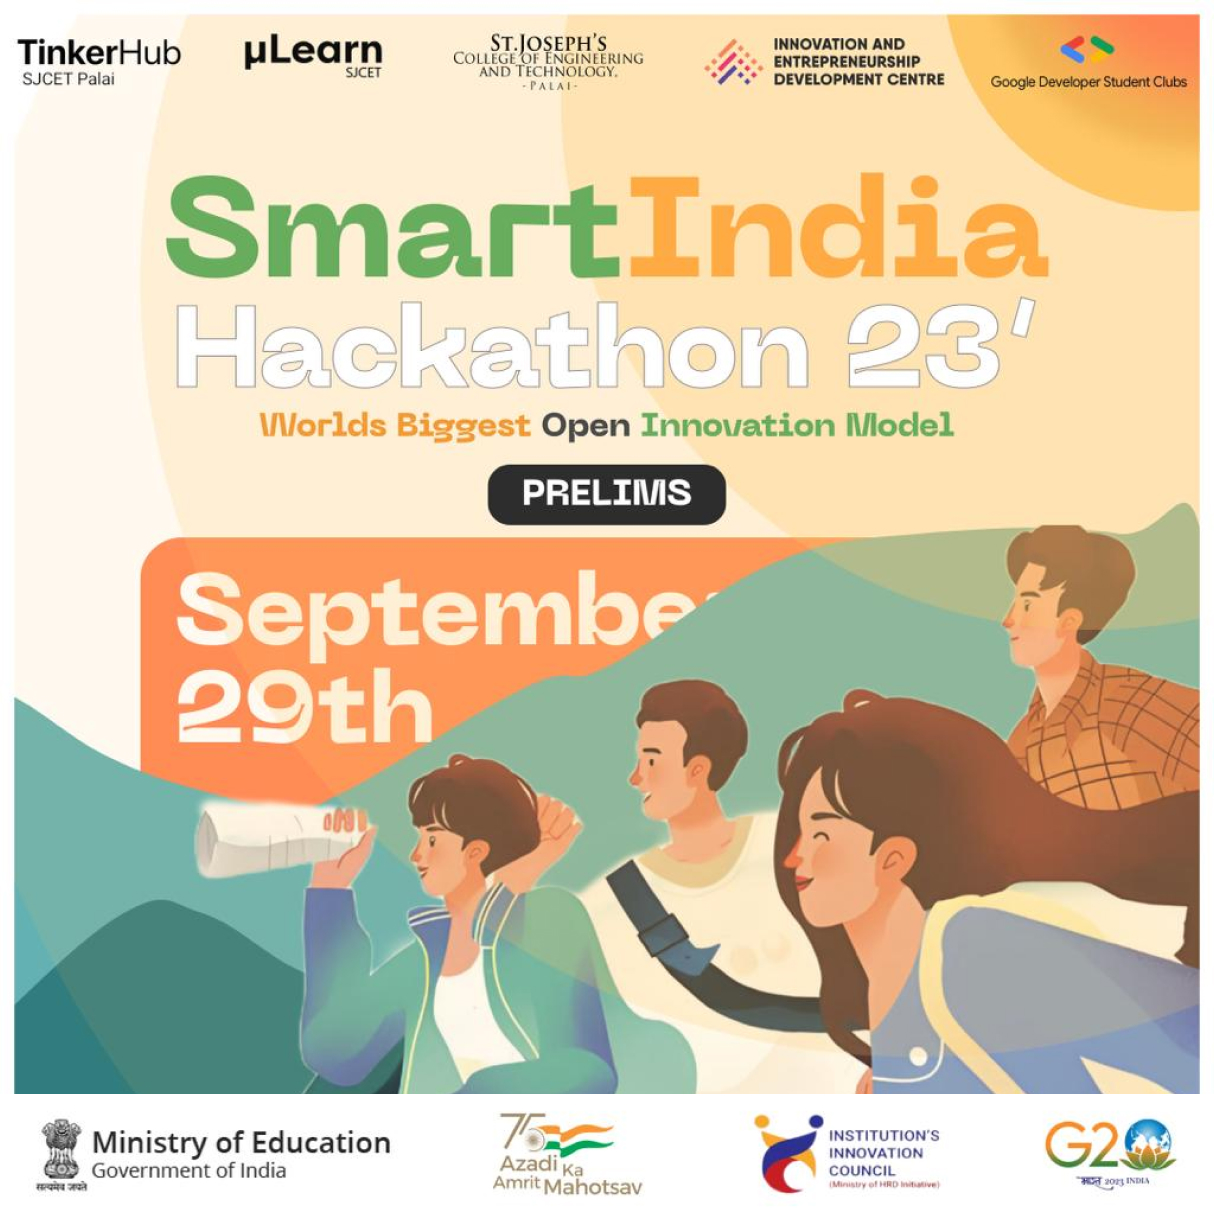 TinkerHub
SJCET Palai
µLearn
SJCET
ST.JOSEPH'S
COLLEGE OF ENGINEERING
AND TECHNOLOGY,
- PALAI -
INNOVATION AND
ENTREPRENEURSHIP
DEVELOPMENT CENTRE
Google Developer Student Clubs
SmartIndia
Hackathon 23'
Worlds Biggest Open Innovation Model
PRELIMS
Septembe
29th
सत्यमेव जयते
Ministry of Education
Government of India
75
Azadi Ka
Amrit Mahotsav
INSTITUTION'S
INNOVATION
COUNCIL
(Ministry of HRD Initiative)
G20
भारत 2023 INDIA